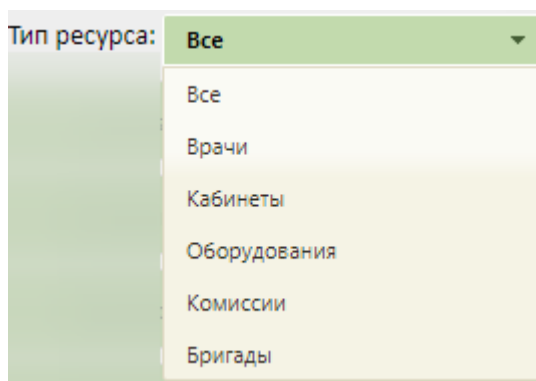 Тип ресурса: Все
Все
Врачи
Кабинеты
Оборудования
Комиссии
Бригады